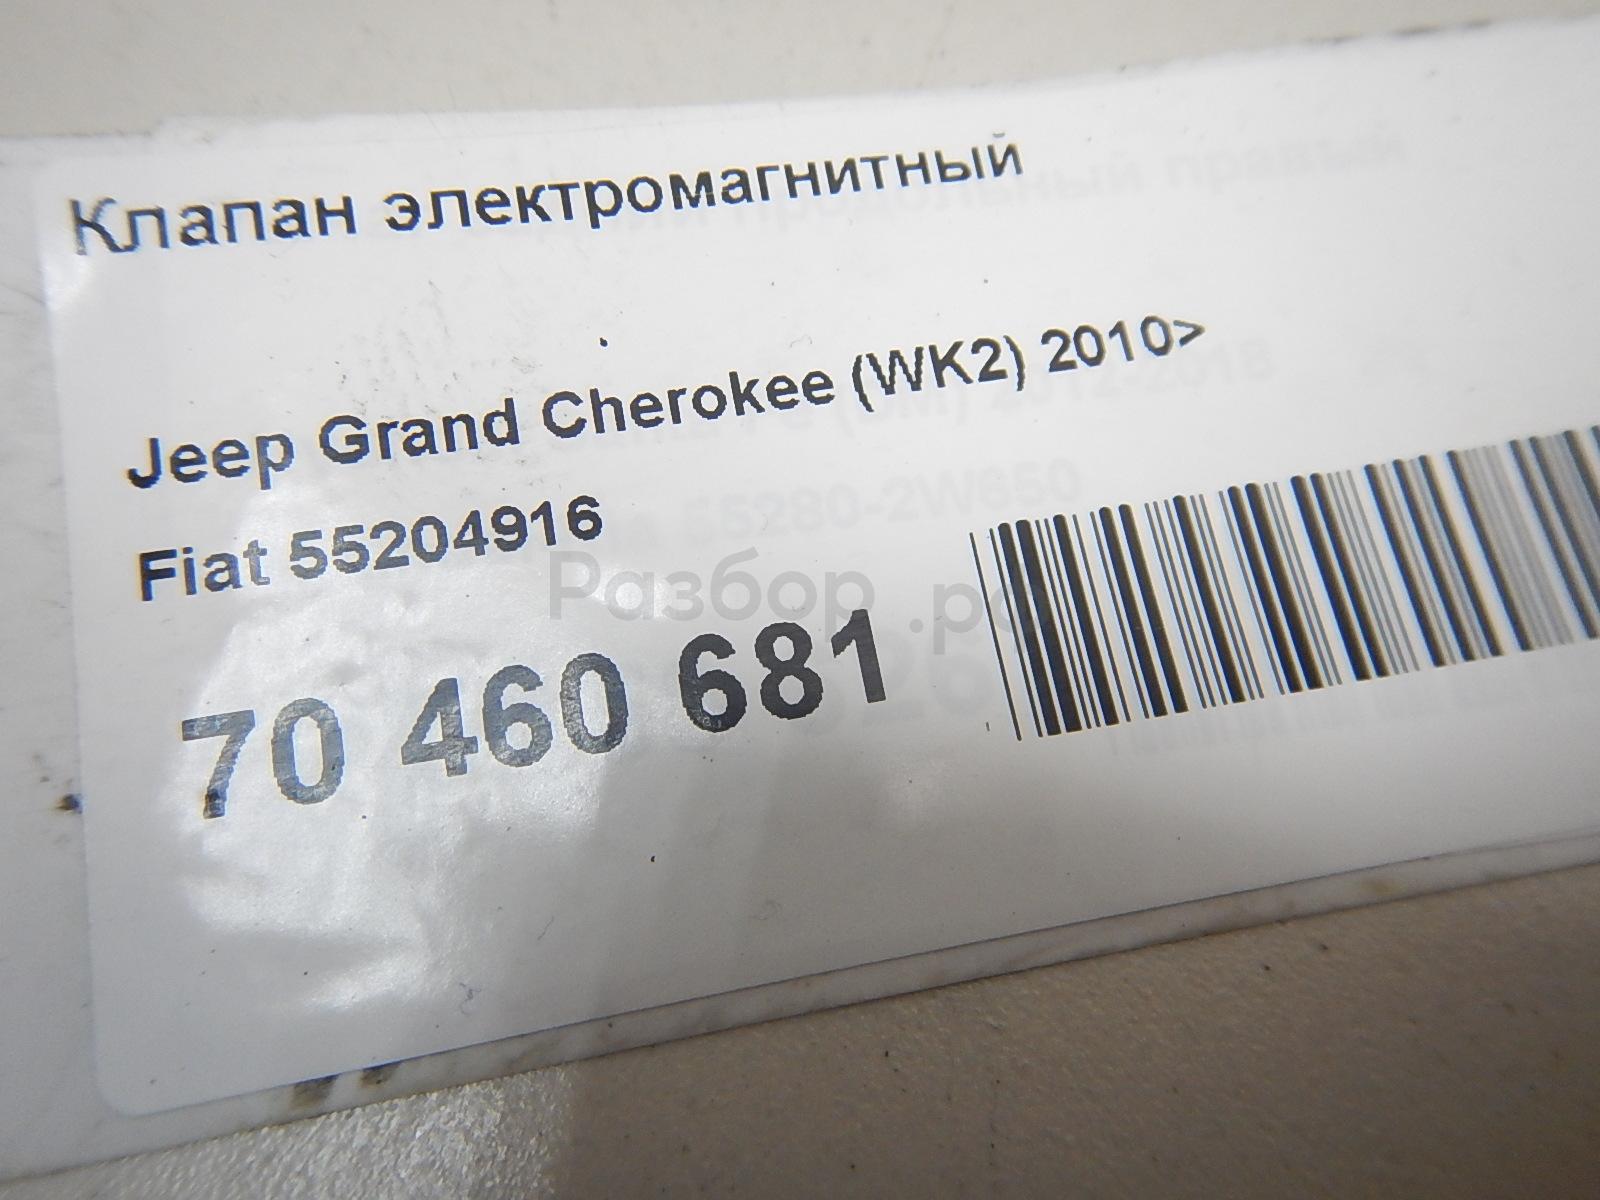 Клапан электромагнитный
Jeep Grand Cherokee (WK2) 2010>
Fiat 55204916
Разбор.рф
70 460 681